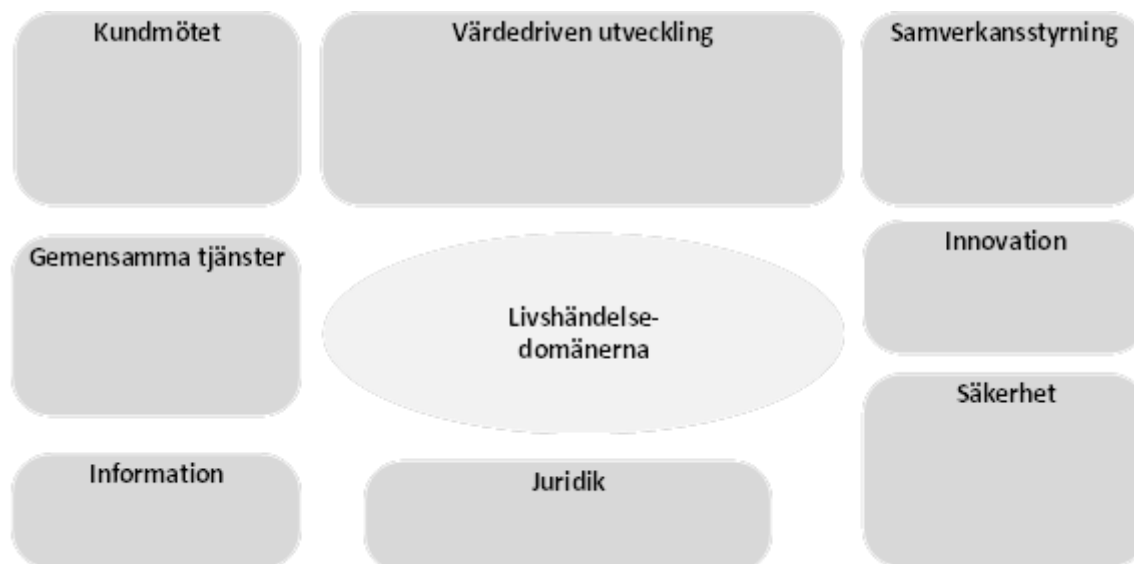 Kundmötet
Värdedriven utveckling
Samverkansstyrning
Gemensamma tjänster
Livshändelse-
domänerna
Innovation
Säkerhet
Information
Juridik